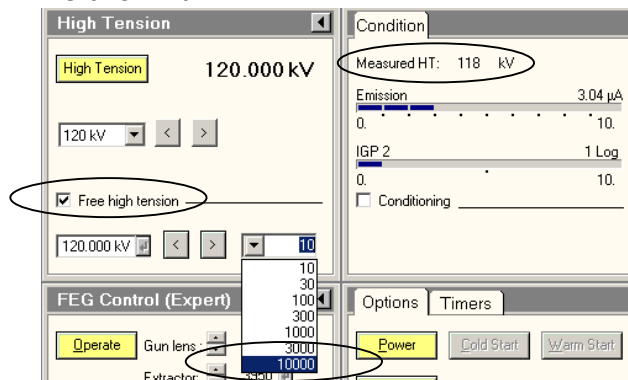 High Tension
High Tension
120.000 kV
120 kV
<
>
Free high tension
120.000 kV
<
>
10
10
30
100
300
1000
3000
10000
Condition
Measured HT: 118 kV
Emission 3.04 µA
0. 10.
IGP 2 1 Log
0. 10.
Conditioning
FEG Control (Expert)
Operate
Gun lens :
Extractor: 3950
Options
Timers
Power
Cold Start
Warm Start